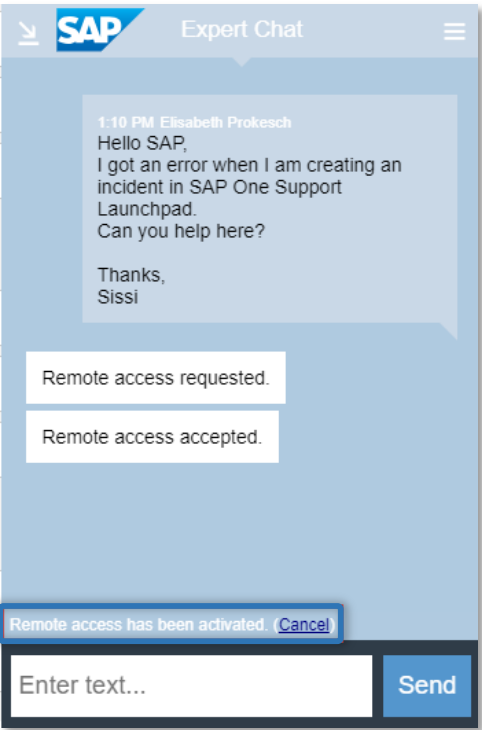 SAP
Expert Chat
1:10 PM Elisabeth Prokesch
Hello SAP,
I got an error when I am creating an
incident in SAP One Support
Launchpad.
Can you help here?
Thanks,
Sissi
Remote access requested.
Remote access accepted.
Remote access has been activated. (Cancel)
Enter text...
Send